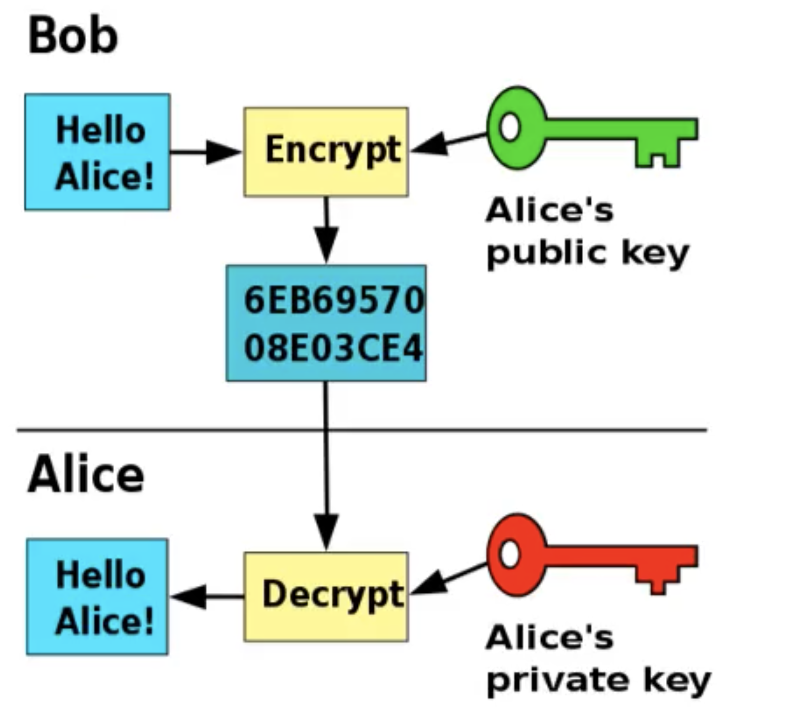 Bob
Hello
Alice!
Encrypt
Alice's
public key
6EB69570
08E03CE4
Alice
Hello
Alice!
Decrypt
Alice's
private key